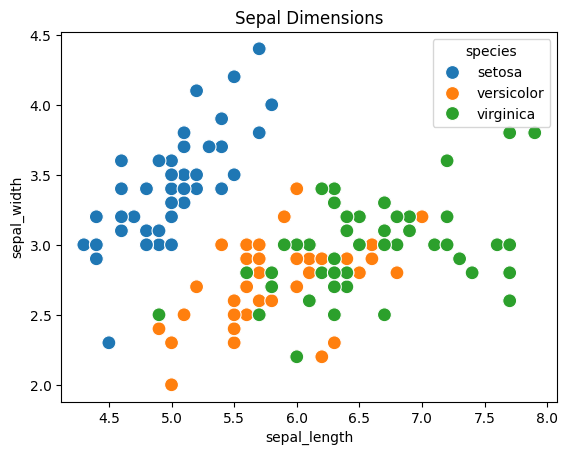 Sepal Dimensions
species
setosa
versicolor
virginica
sepal_width
4.5
4.0
3.5
3.0
2.5
2.0
4.5
5.0
5.5
6.0
6.5
7.0
7.5
8.0
sepal_length